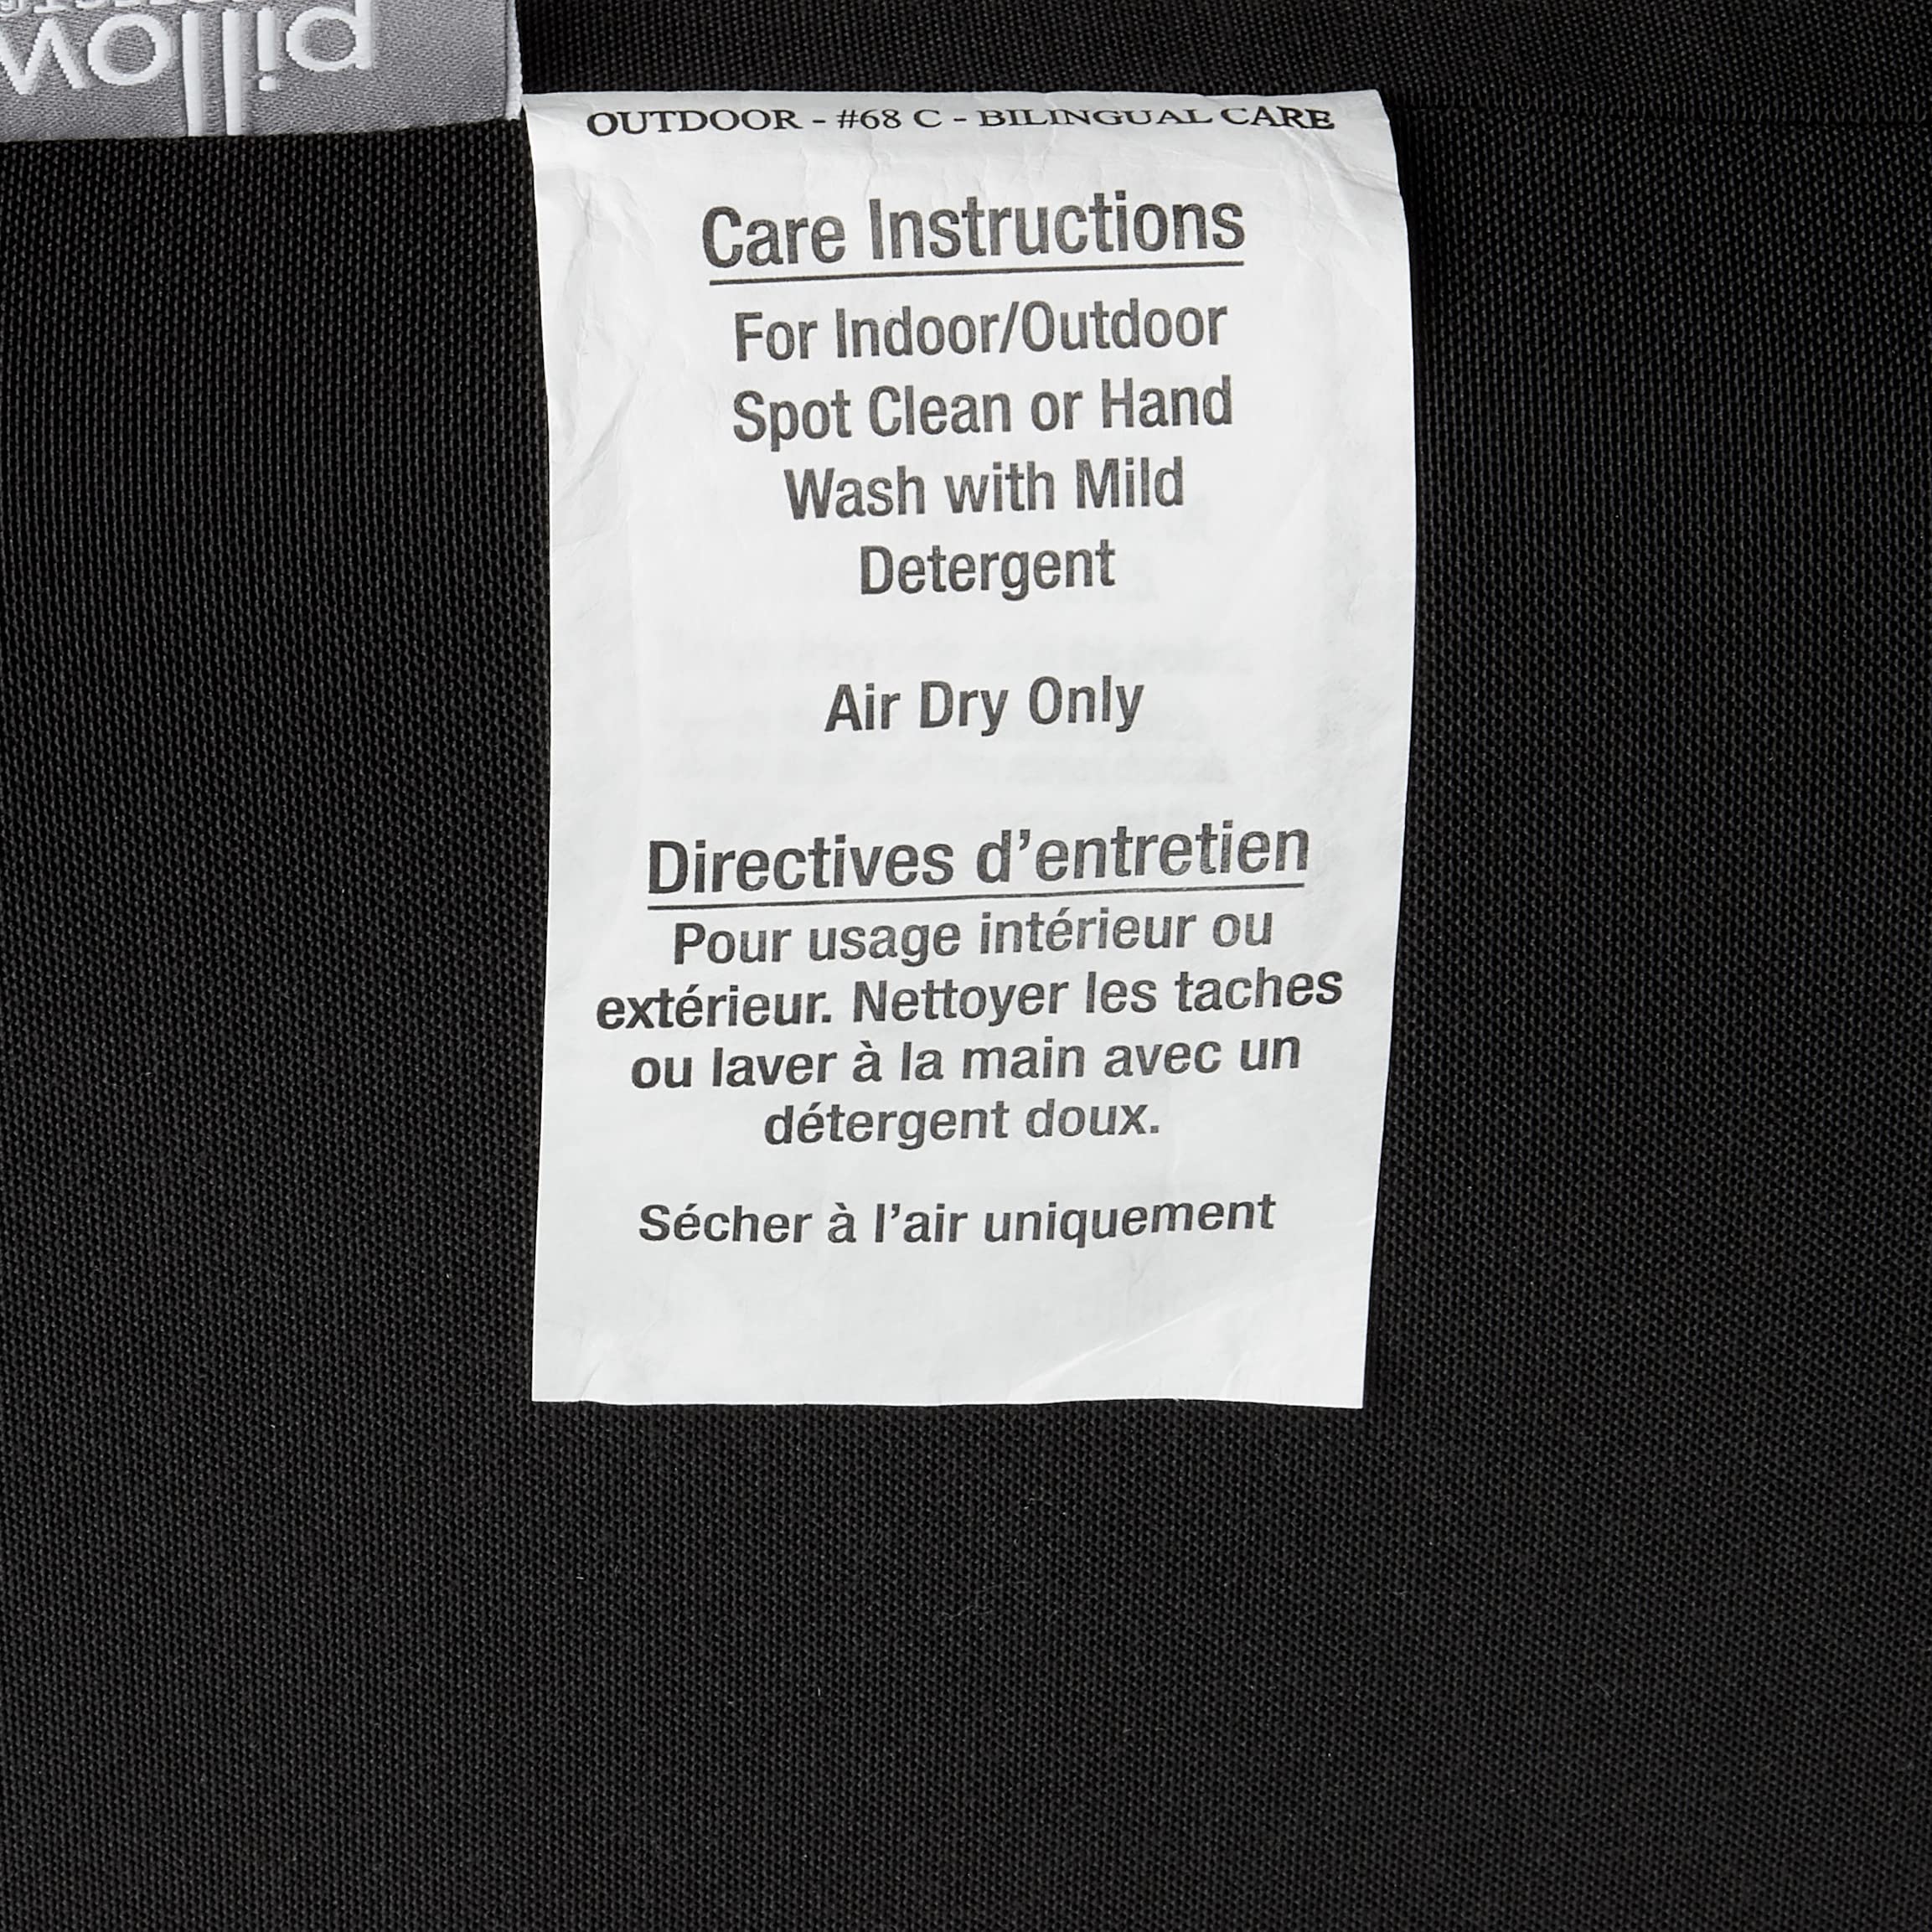 pillow
OUTDOOR - #68 C - BILINGUAL CARE
Care Instructions
For Indoor/Outdoor
Spot Clean or Hand
Wash with Mild
Detergent
Air Dry Only
Directives d'entretien
Pour usage intérieur ou
extérieur. Nettoyer les taches
ou laver à la main avec un
détergent doux.
Sécher à l'air uniquement